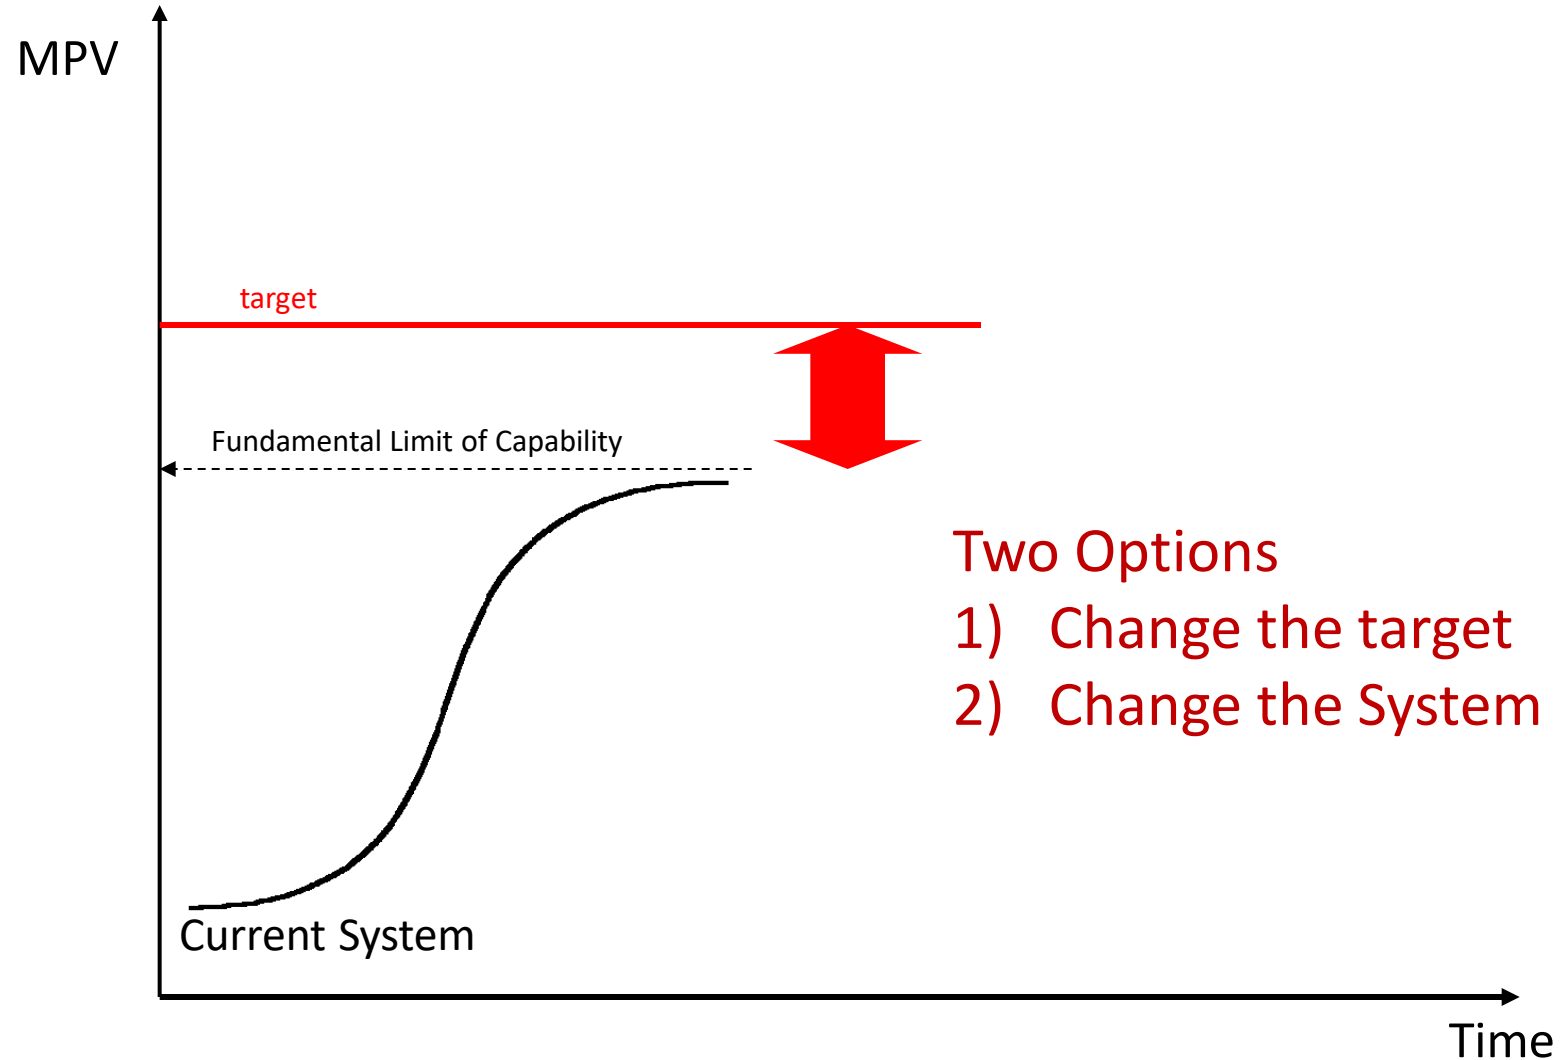 MPV
target
Fundamental Limit of Capability
Two Options
1) Change the target
2) Change the System
Current System
Time